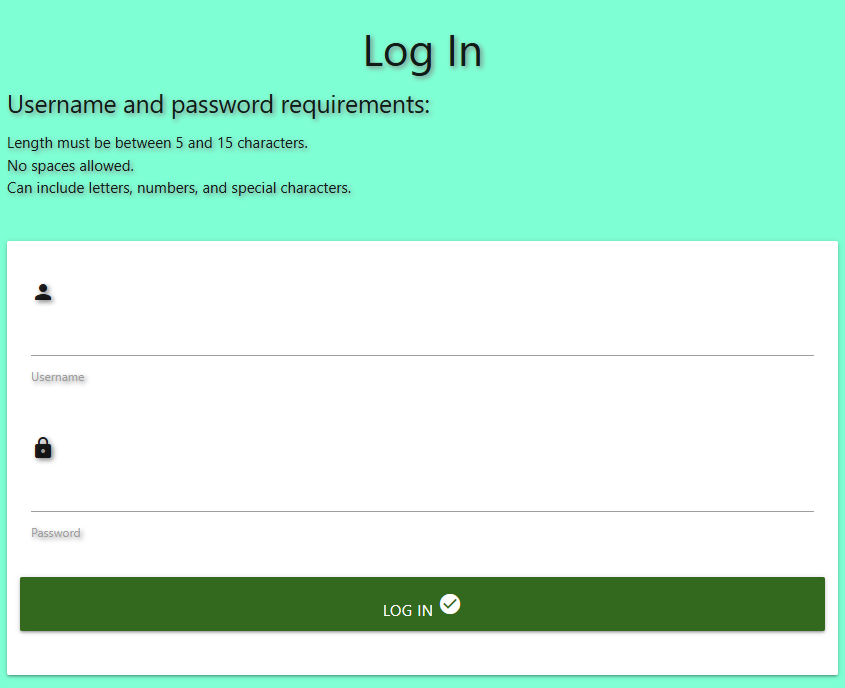 Log In
Username and password requirements:
Length must be between 5 and 15 characters.
No spaces allowed.
Can include letters, numbers, and special characters.
Username
Password
LOG IN